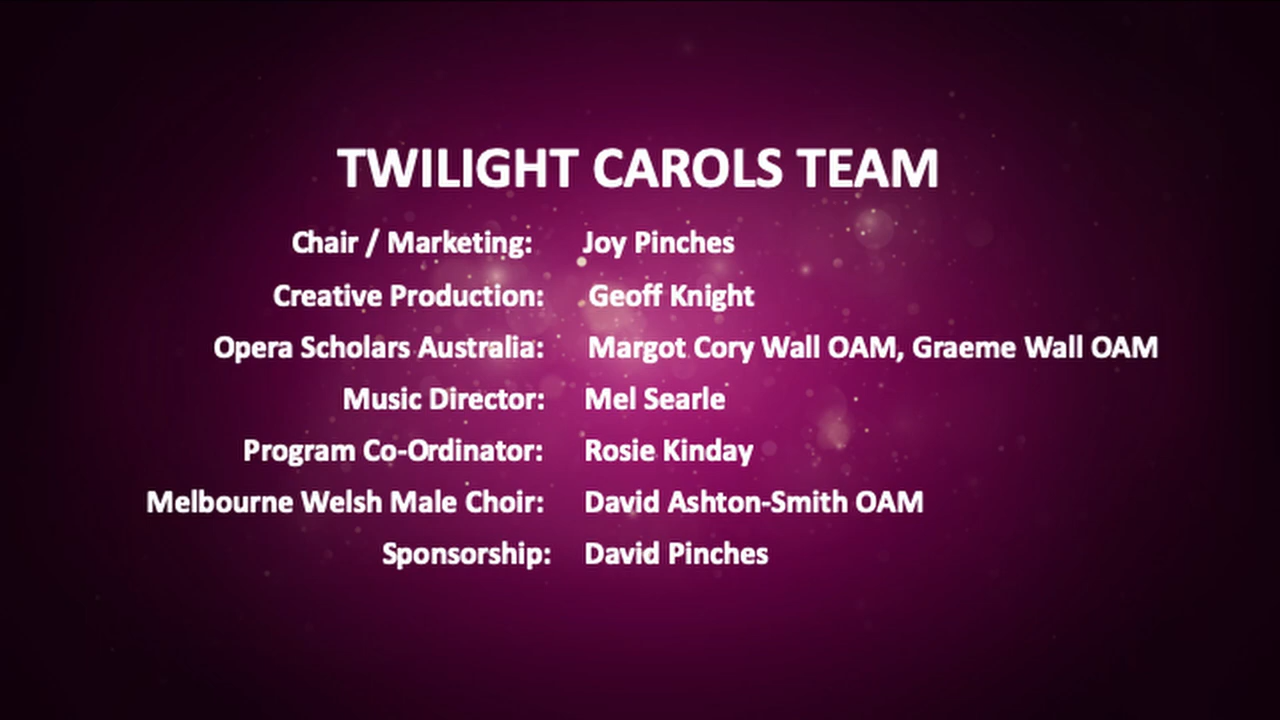 TWILIGHT CAROLS TEAM
Chair / Marketing: Joy Pinches
Creative Production: Geoff Knight
Opera Scholars Australia: Margot Cory Wall OAM, Graeme Wall OAM
Music Director: Mel Searle
Program Co-Ordinator: Rosie Kinday
Melbourne Welsh Male Choir: David Ashton-Smith OAM
Sponsorship: David Pinches